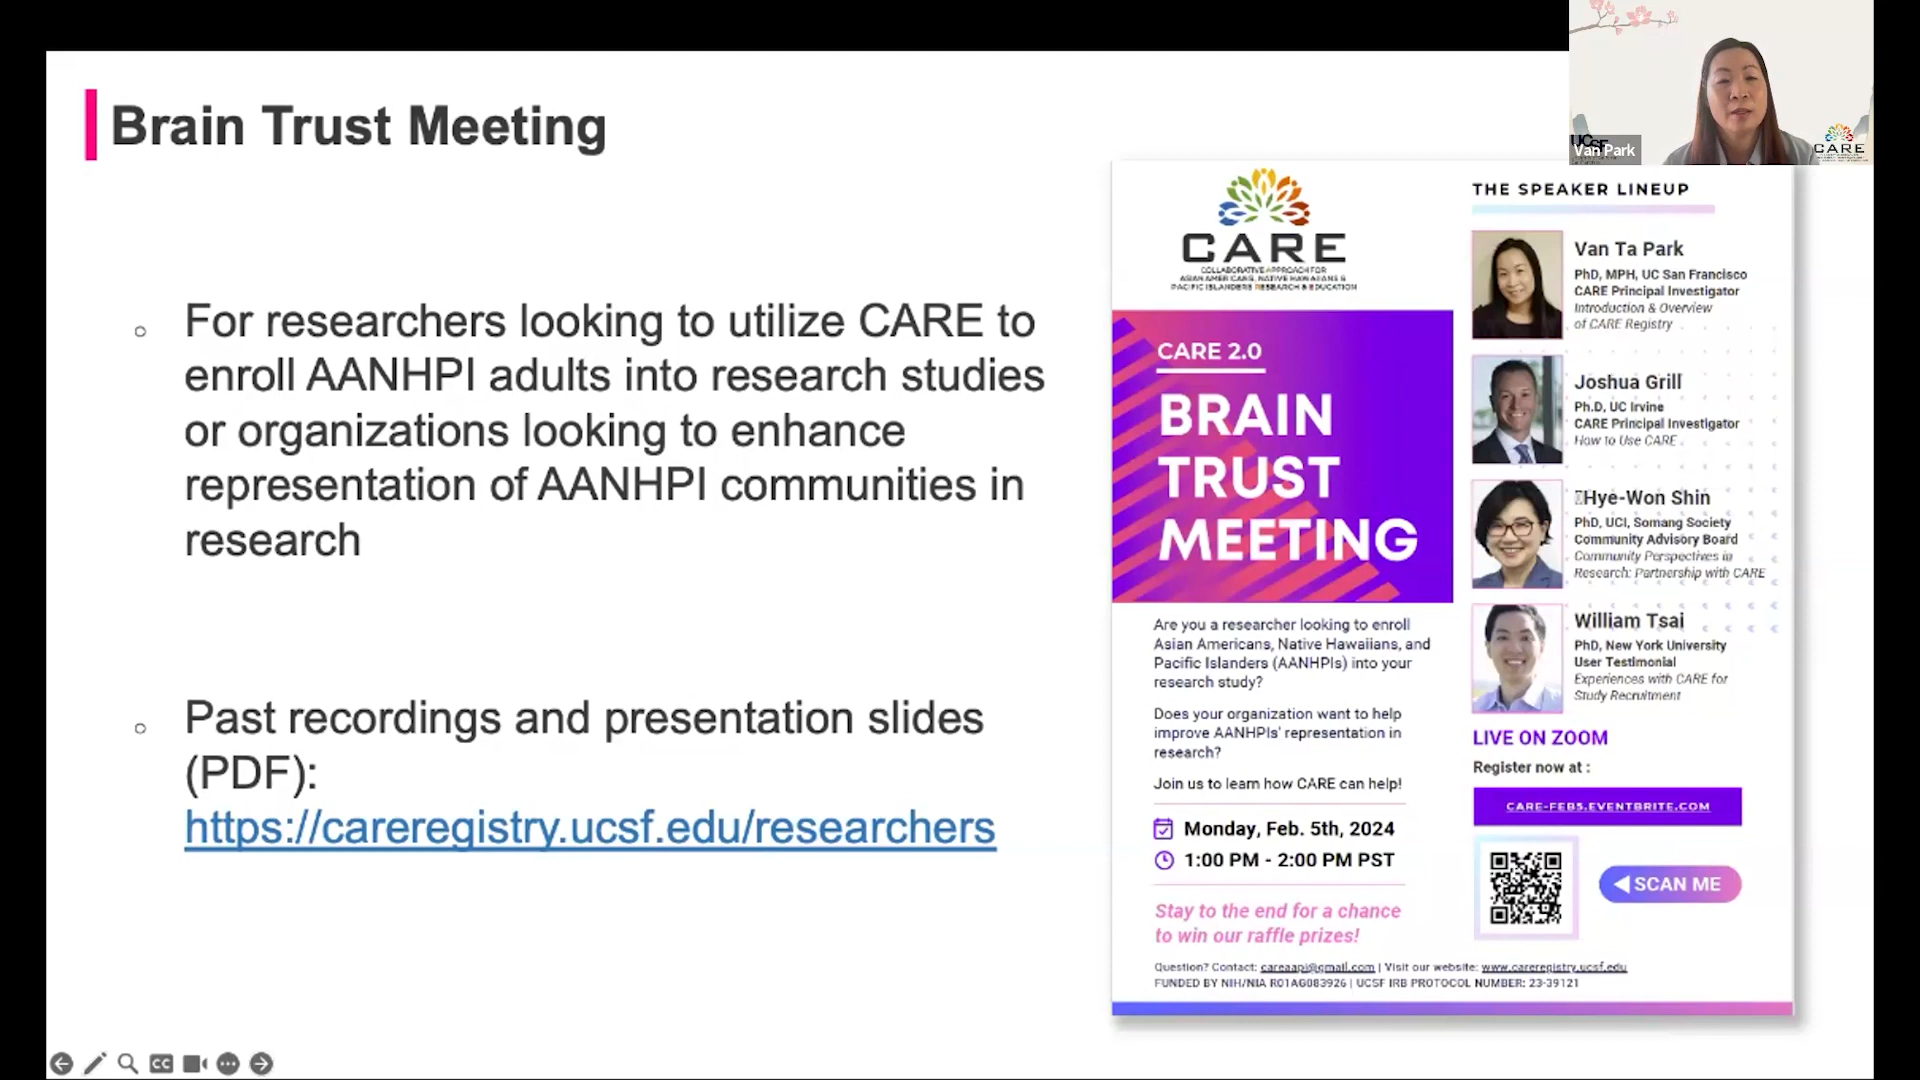 Brain Trust Meeting
For researchers looking to utilize CARE to
enroll AANHPI adults into research studies
or organizations looking to enhance
representation of AANHPI communities in
research
Past recordings and presentation slides
(PDF):
https://careregistry.ucsf.edu/researchers
CARE
COLLABORATIVE APPROACH FOR
ASIAN AMERICANS, NATIVE HAWAIIANS &
PACIFIC ISLANDERS RESEARCH & EDUCATION
CARE 2.0
BRAIN
TRUST
MEETING
Are you a researcher looking to enroll
Asian Americans, Native Hawaiians, and
Pacific Islanders (AANHPIs) into your
research study?
Does your organization want to help
improve AANHPIs' representation in
research?
Join us to learn how CARE can help!
Monday, Feb. 5th, 2024
1:00 PM - 2:00 PM PST
Stay to the end for a chance
to win our raffle prizes!
THE SPEAKER LINEUP
Van Ta Park
PhD, MPH, UC San Francisco
CARE Principal Investigator
Introduction & Overview
of CARE Registry
Joshua Grill
Ph.D, UC Irvine
CARE Principal Investigator
How to Use CARE
Hye-Won Shin
PhD, UCI, Somang Society
Community Advisory Board
Community Perspectives in
Research: Partnership with CARE
William Tsai
PhD, New York University
User Testimonial
Experiences with CARE for
Study Recruitment
LIVE ON ZOOM
Register now at :
CARE-FEB5.EVENTBRITE.COM
SCAN ME
Question? Contact: careaapi@gmail.com | Visit our website: www.careregistry.ucsf.edu
FUNDED BY NIH/NIA R01AG083926 | UCSF IRB PROTOCOL NUMBER: 23-39121
UCSF
Van Park
CARE
CC